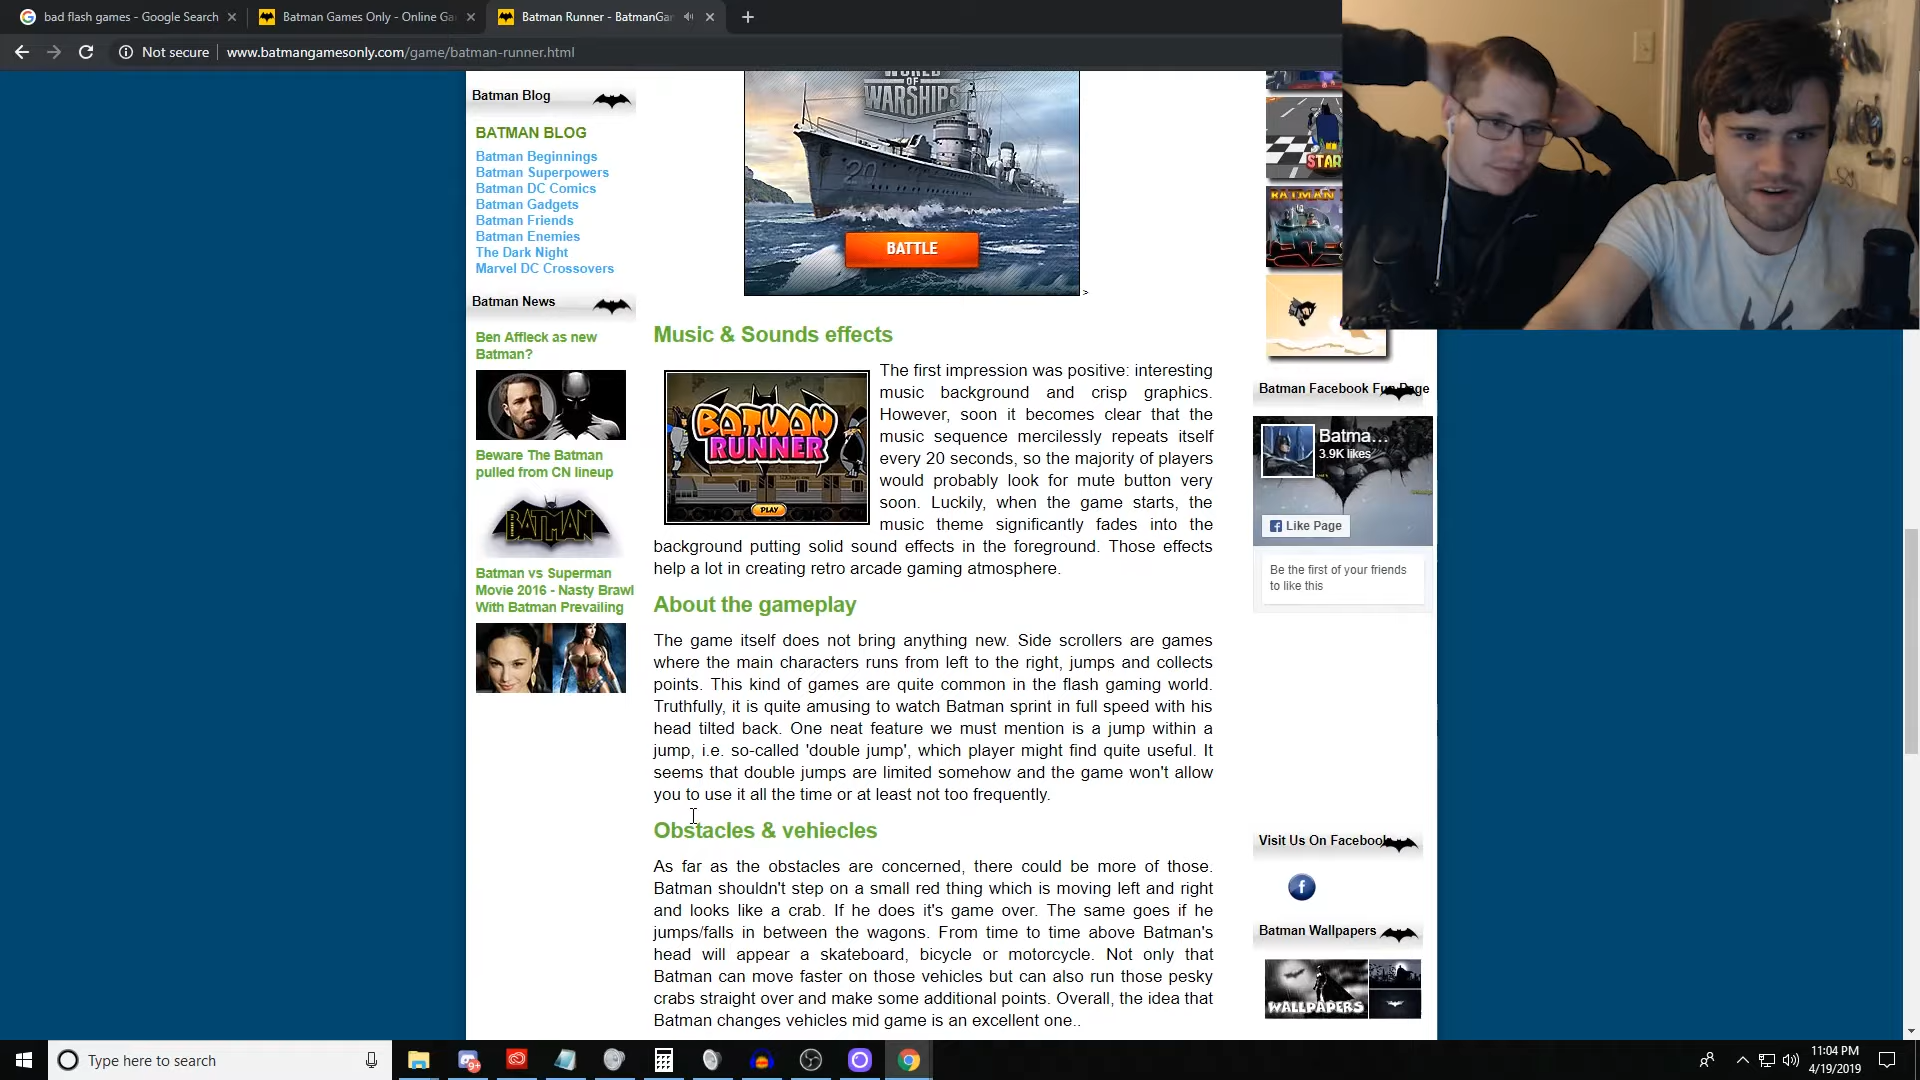 bad flash games - Google Search
Batman Games Only - Online Ga
Batman Runner - BatmanGa
Not secure
www.batmangamesonly.com/game/batman-runner.html
Batman Blog
BATMAN BLOG
Batman Beginnings
Batman Superpowers
Batman DC Comics
Batman Gadgets
Batman Friends
Batman Enemies
The Dark Night
Marvel DC Crossovers
Batman News
Ben Affleck as new
Batman?
Beware The Batman
pulled from CN lineup
BATMAN
Batman vs Superman
Movie 2016 - Nasty Brawl
With Batman Prevailing
WORLD
OF
WARSHIPS
20
BATTLE
>
Music & Sounds effects
BATMAN
RUNNER
PLAY
The first impression was positive: interesting
music background and crisp graphics.
However, soon it becomes clear that the
music sequence mercilessly repeats itself
every 20 seconds, so the majority of players
would probably look for mute button very
soon. Luckily, when the game starts, the
music theme significantly fades into the
background putting solid sound effects in the foreground. Those effects
help a lot in creating retro arcade gaming atmosphere.
About the gameplay
The game itself does not bring anything new. Side scrollers are games
where the main characters runs from left to the right, jumps and collects
points. This kind of games are quite common in the flash gaming world.
Truthfully, it is quite amusing to watch Batman sprint in full speed with his
head tilted back. One neat feature we must mention is a jump within a
jump, i.e. so-called 'double jump', which player might find quite useful. It
seems that double jumps are limited somehow and the game won't allow
you to use it all the time or at least not too frequently.
Obstacles & vehiecles
As far as the obstacles are concerned, there could be more of those.
Batman shouldn't step on a small red thing which is moving left and right
and looks like a crab. If he does it's game over. The same goes if he
jumps/falls in between the wagons. From time to time above Batman's
head will appear a skateboard, bicycle or motorcycle. Not only that
Batman can move faster on those vehicles but can also run those pesky
crabs straight over and make some additional points. Overall, the idea that
Batman changes vehicles mid game is an excellent one..
STAR
BATMAN
Batman Facebook Fun Page
Batma...
3.9K likes
Like Page
Be the first of your friends
to like this
Visit Us On Facebook
Batman Wallpapers
WALLPAPERS
Type here to search
11:04 PM
4/19/2019